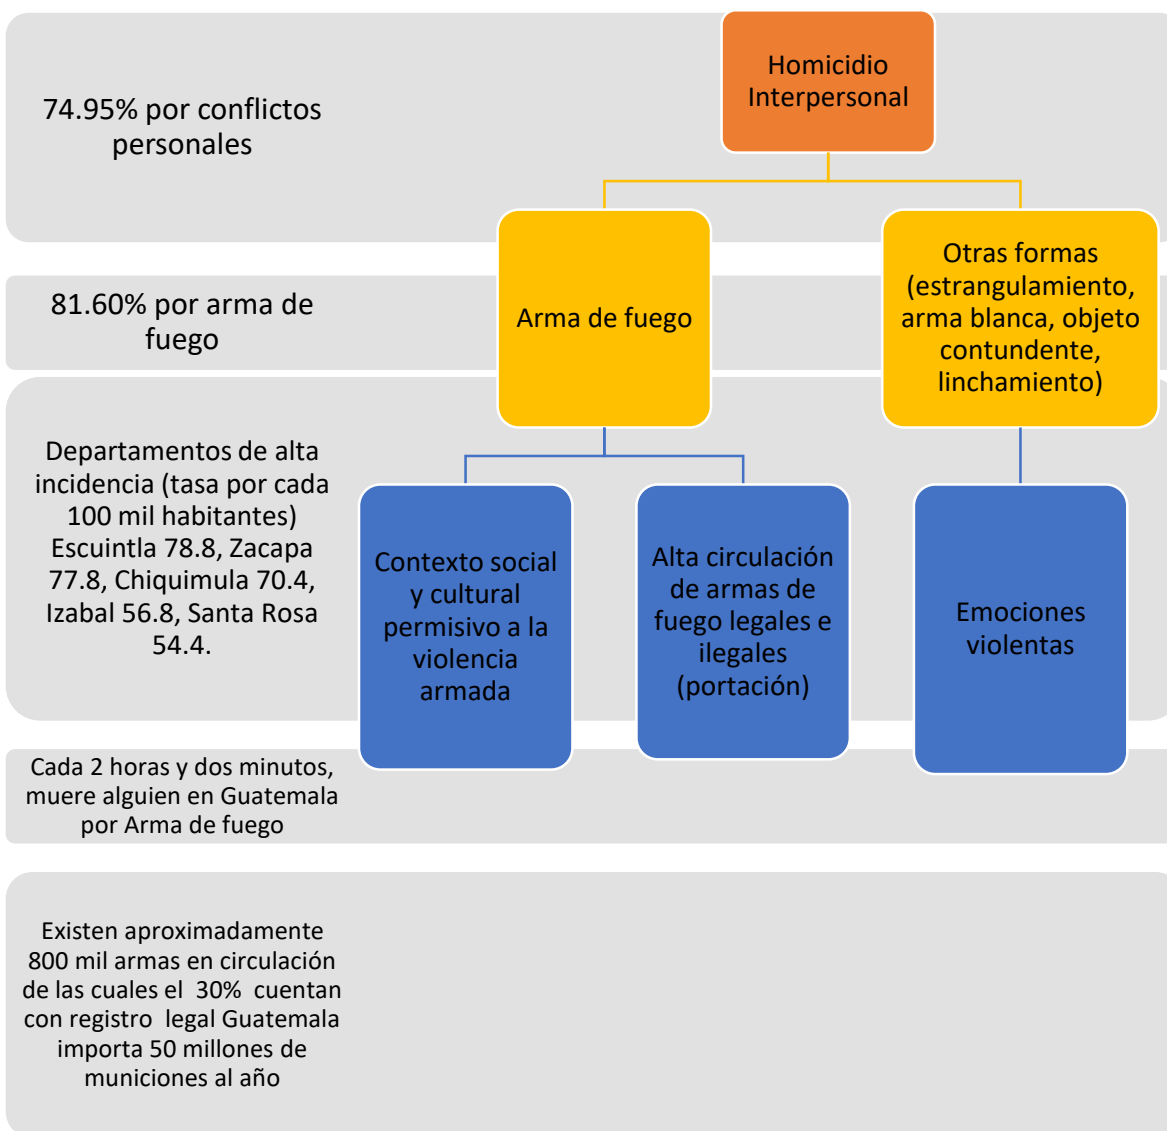 74.95% por conflictos
personales
Homicidio
Interpersonal
81.60% por arma de
fuego
Arma de fuego
Otras formas
(estrangulamiento,
arma blanca, objeto
contundente,
linchamiento)
Departamentos de alta
incidencia (tasa por cada
100 mil habitantes)
Escuintla 78.8, Zacapa
77.8, Chiquimula 70.4,
Izabal 56.8, Santa Rosa
54.4.
Contexto social
y cultural
permisivo a la
violencia
armada
Alta circulación
de armas de
fuego legales e
ilegales
(portación)
Emociones
violentas
Cada 2 horas y dos minutos,
muere alguien en Guatemala
por Arma de fuego
Existen aproximadamente
800 mil armas en circulación
de las cuales el 30% cuentan
con registro legal Guatemala
importa 50 millones de
municiones al año